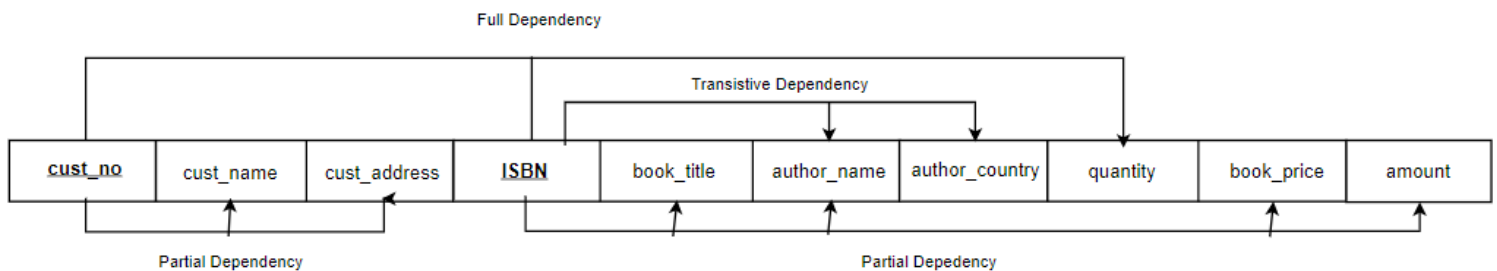 Full Dependency
Transistive Dependency
cust_no cust_name cust_address ISBN book_title author_name author_country quantity book_price amount
Partial Dependency Partial Depedency